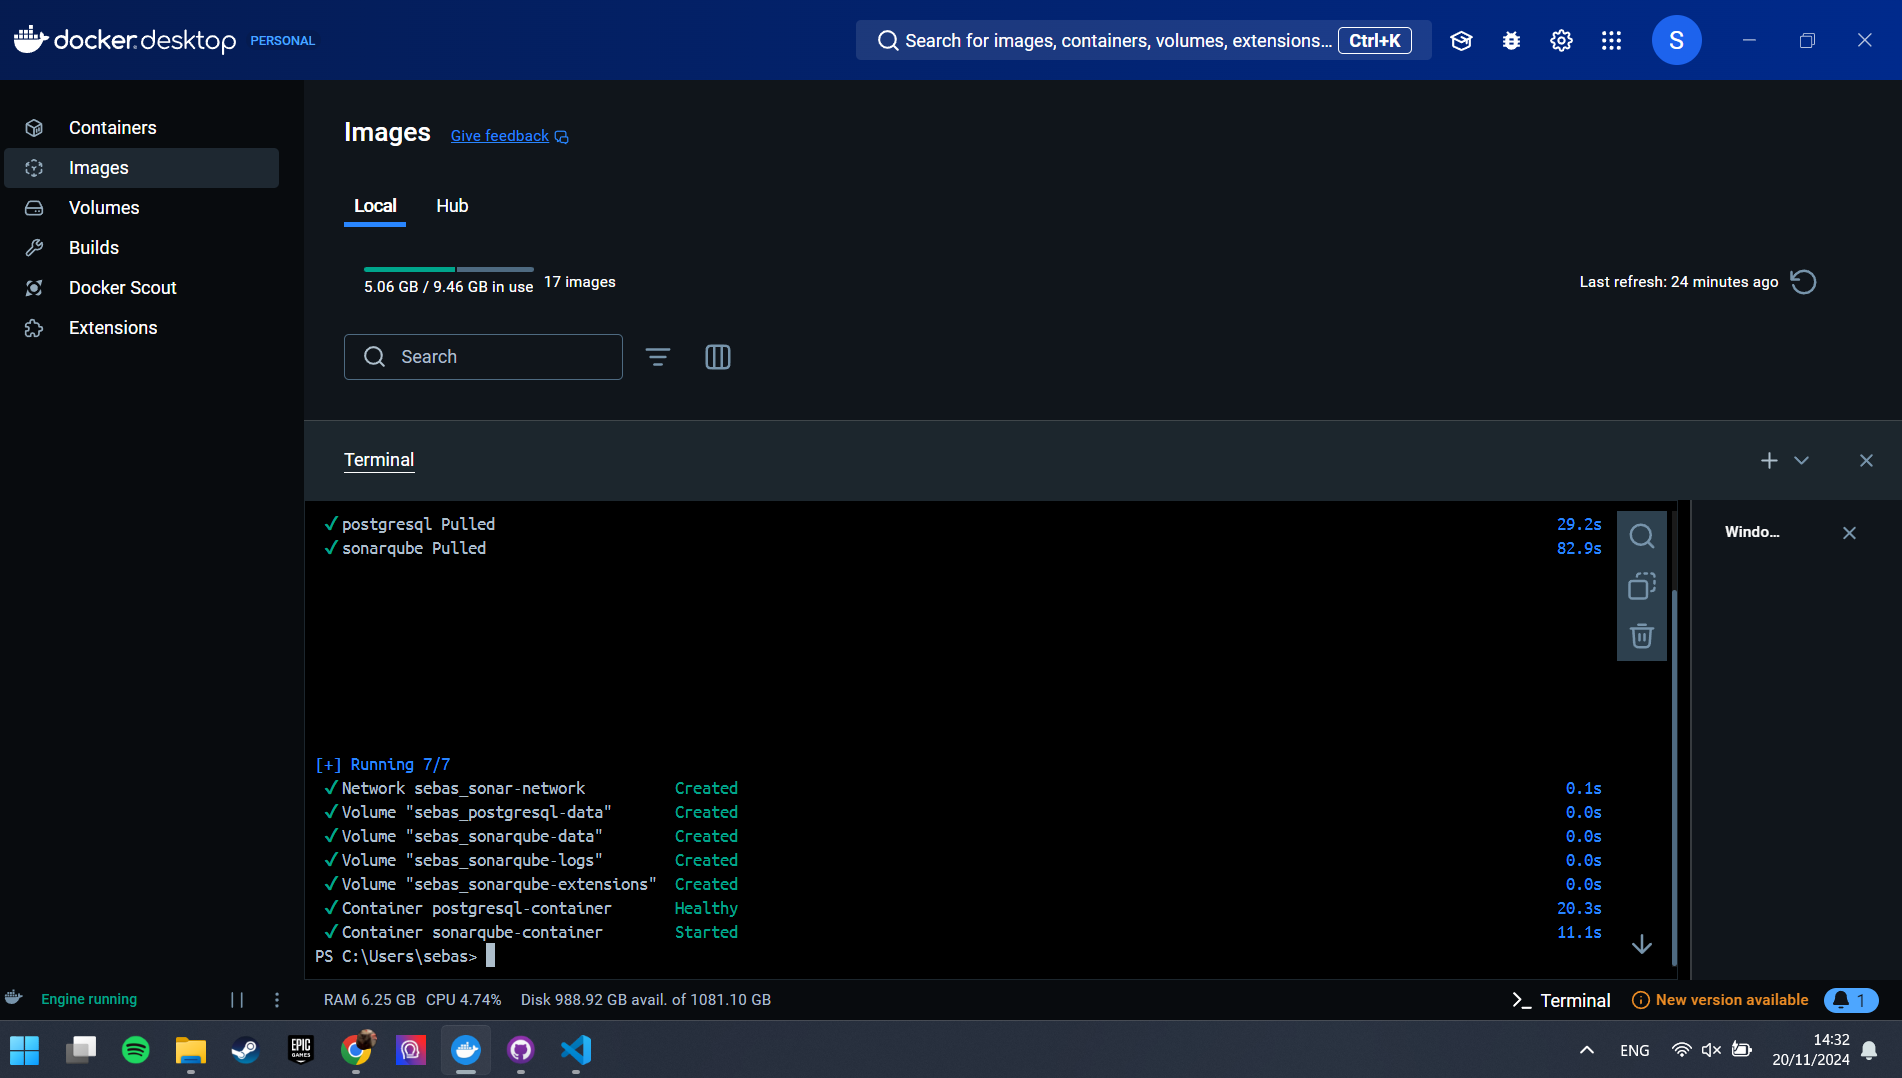 docker.desktop PERSONAL
Search for images, containers, volumes, extensions... Ctrl+K
S
Containers
Images
Volumes
Builds
Docker Scout
Extensions
Images Give feedback
Local Hub
5.06 GB / 9.46 GB in use 17 images
Last refresh: 24 minutes ago
Search
Terminal
✓ postgresql Pulled 29.2s
✓ sonarqube Pulled 82.9s
Windo...
[+] Running 7/7
✓ Network sebas_sonar-network Created 0.1s
✓ Volume "sebas_postgresql-data" Created 0.0s
✓ Volume "sebas_sonarqube-data" Created 0.0s
✓ Volume "sebas_sonarqube-logs" Created 0.0s
✓ Volume "sebas_sonarqube-extensions" Created 0.0s
✓ Container postgresql-container Healthy 20.3s
✓ Container sonarqube-container Started 11.1s
PS C:\Users\sebas>
Engine running
RAM 6.25 GB CPU 4.74% Disk 988.92 GB avail. of 1081.10 GB
Terminal
New version available
1
EPIC
GAMES
ENG
14:32
20/11/2024